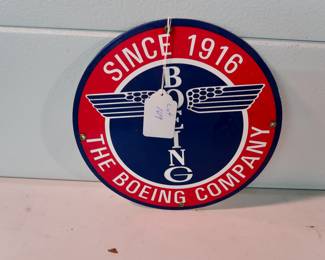 SINCE 1916
BOEING
THE BOEING COMPANY